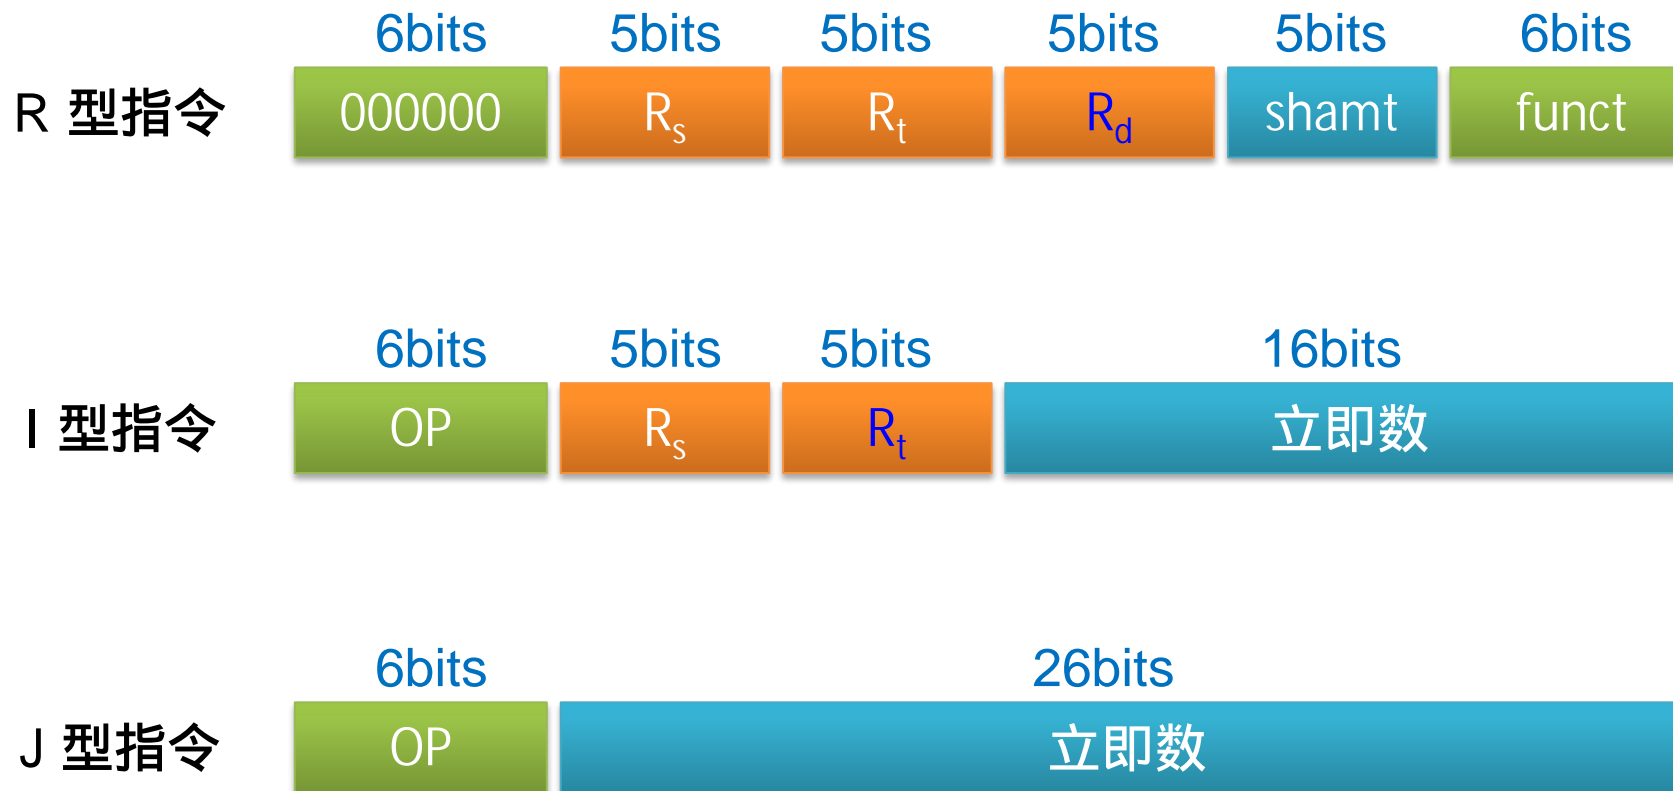 6bits 5bits 5bits 5bits 5bits 6bits
R 型指令 000000 Rs Rt Rd shamt funct
6bits 5bits 5bits 16bits
I 型指令 OP Rs Rt 立即数
6bits 26bits
J 型指令 OP 立即数